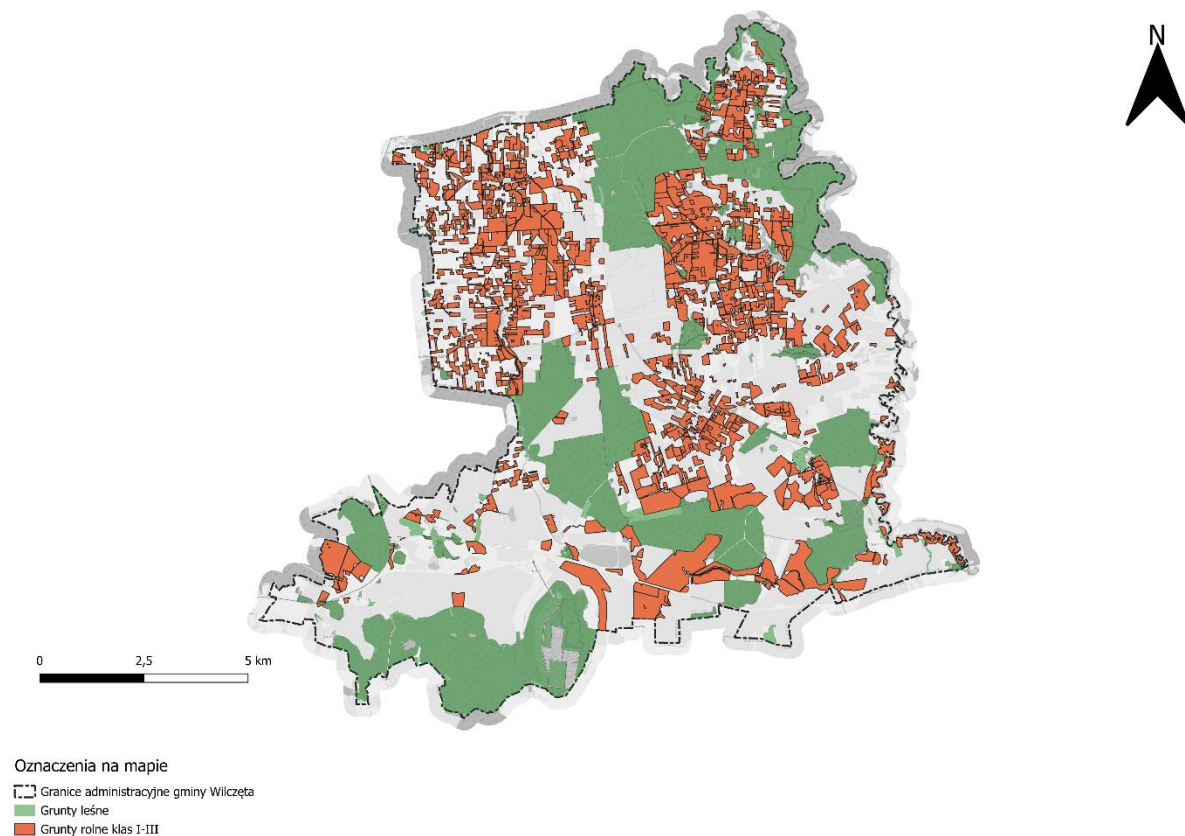 N
0 2,5 5 km
Oznaczenia na mapie
Granice administracyjne gminy Wilczęta
Grunty leśne
Grunty rolne klas I-III